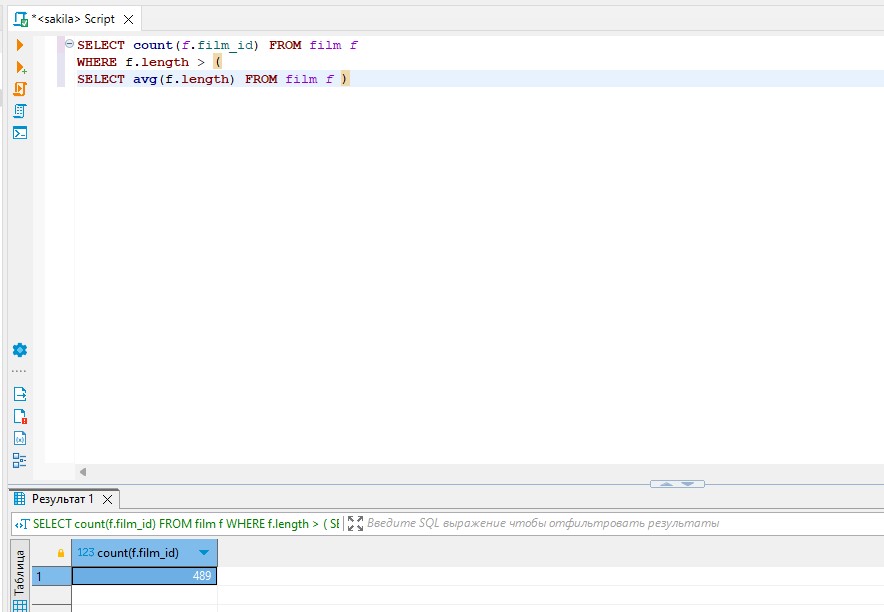 *<sakila> Script
SELECT count(f.film_id) FROM film f
WHERE f.length > (
SELECT avg(f.length) FROM film f )
Результат 1
SELECT count(f.film_id) FROM film f WHERE f.length > ( SE
Введите SQL выражение чтобы отфильтровать результаты
Таблица
123 count(f.film_id)
1
489